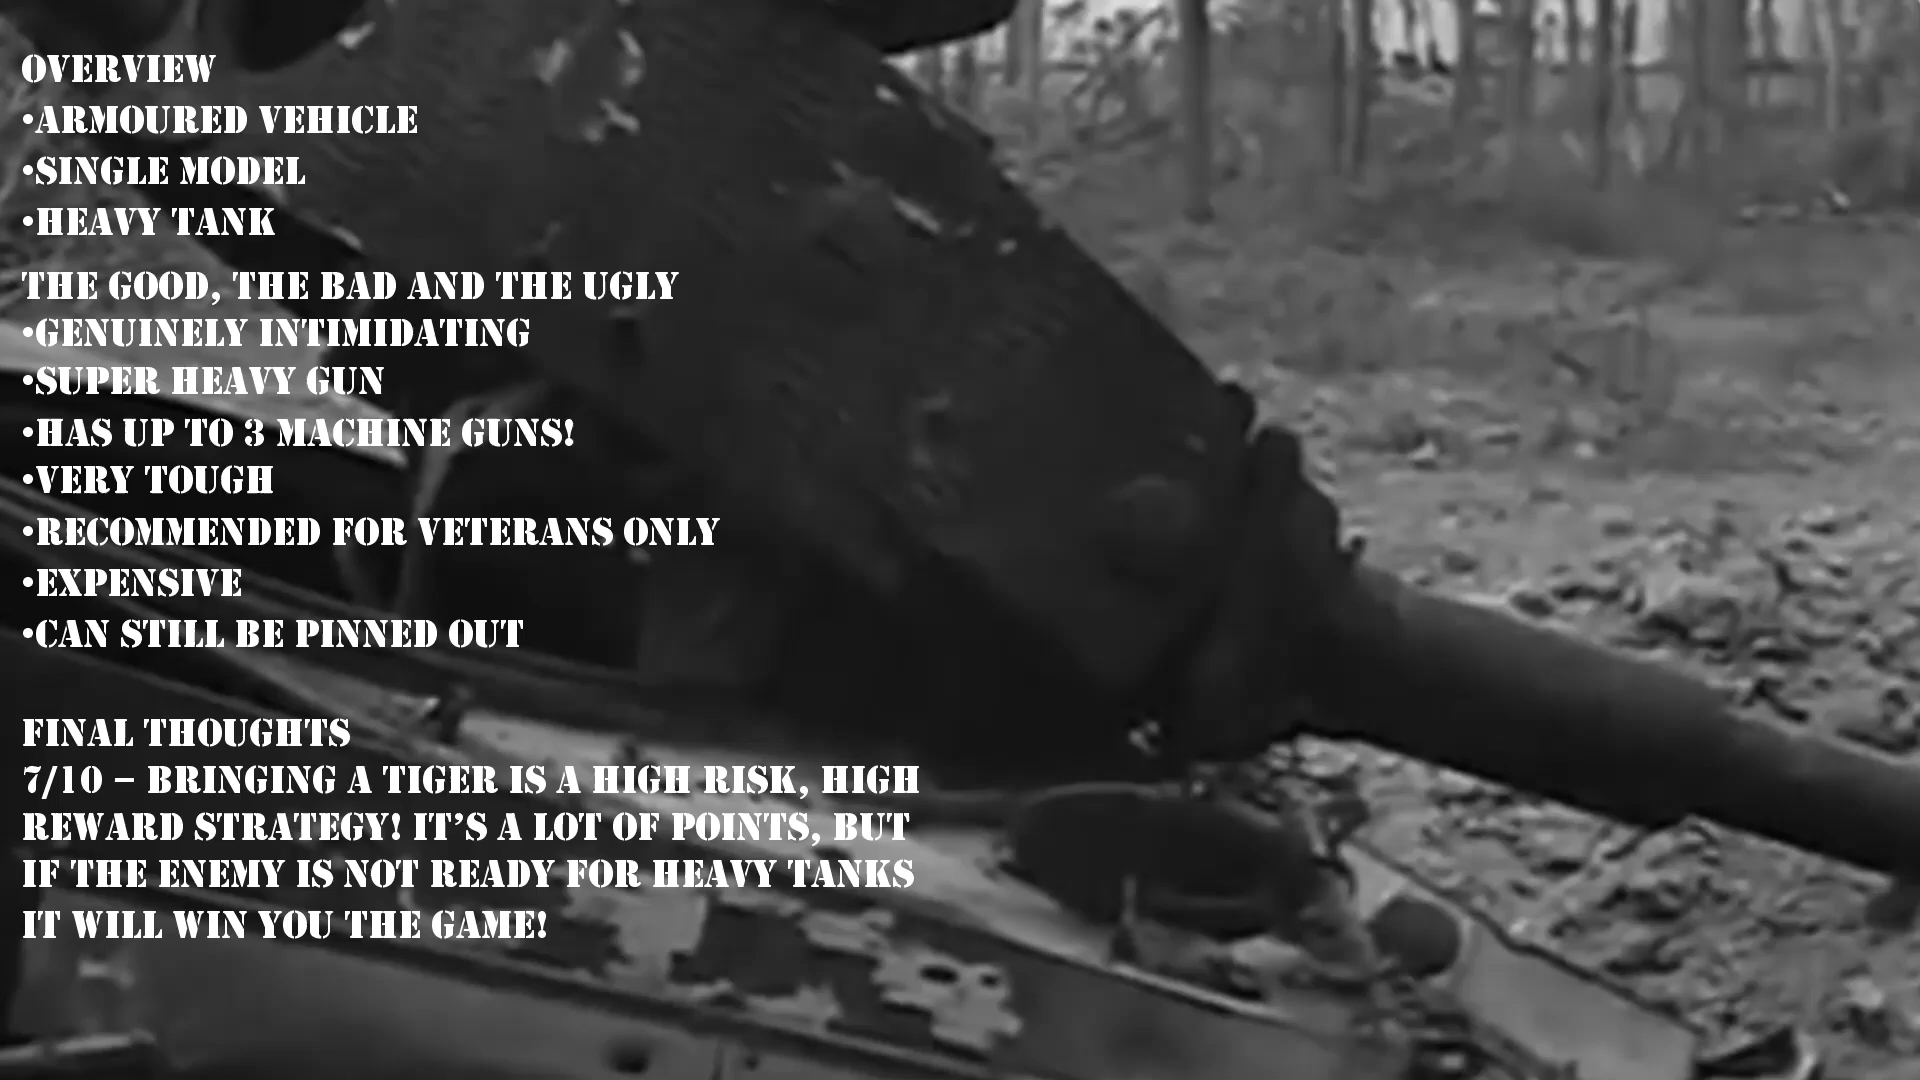 OVERVIEW
•ARMOURED VEHICLE
•SINGLE MODEL
•HEAVY TANK
THE GOOD, THE BAD AND THE UGLY
•GENUINELY INTIMIDATING
•SUPER HEAVY GUN
•HAS UP TO 3 MACHINE GUNS!
•VERY TOUGH
•RECOMMENDED FOR VETERANS ONLY
•EXPENSIVE
•CAN STILL BE PINNED OUT
FINAL THOUGHTS
7/10 – BRINGING A TIGER IS A HIGH RISK, HIGH
REWARD STRATEGY! IT’S A LOT OF POINTS, BUT
IF THE ENEMY IS NOT READY FOR HEAVY TANKS
IT WILL WIN YOU THE GAME!